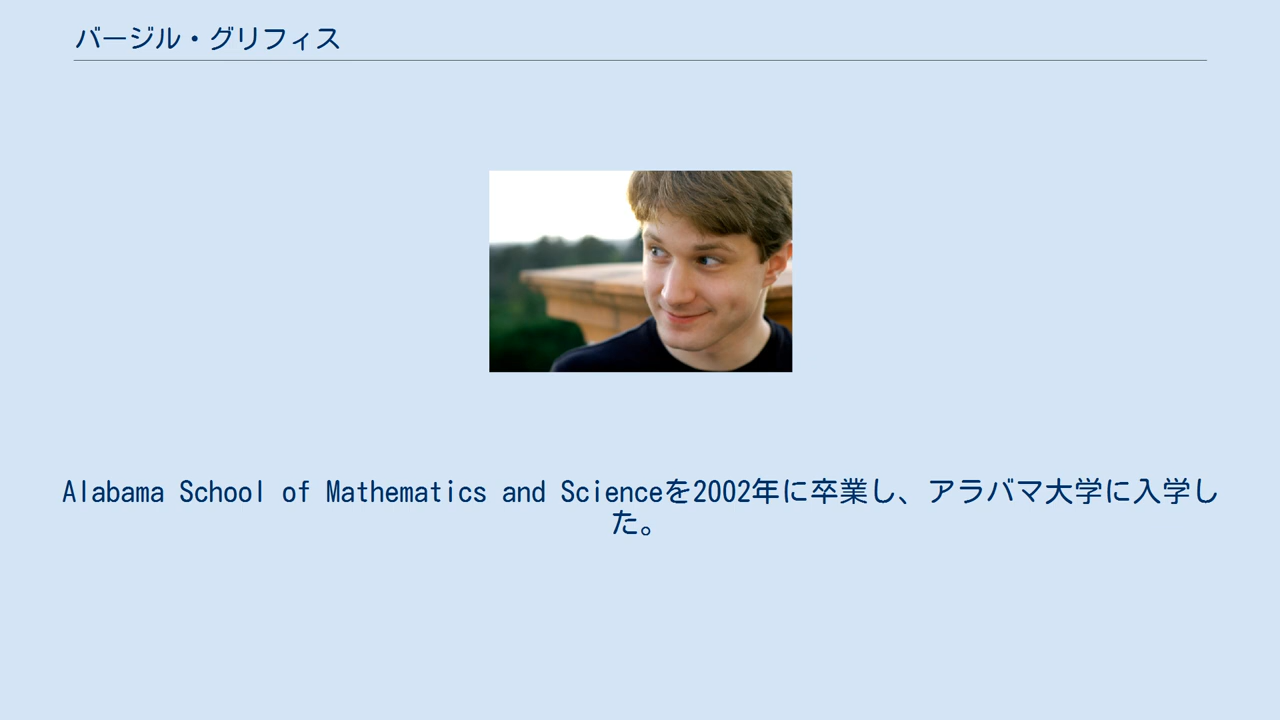 バージル・グリフィス
Alabama School of Mathematics and Scienceを2002年に卒業し、アラバマ大学に入学し
た。